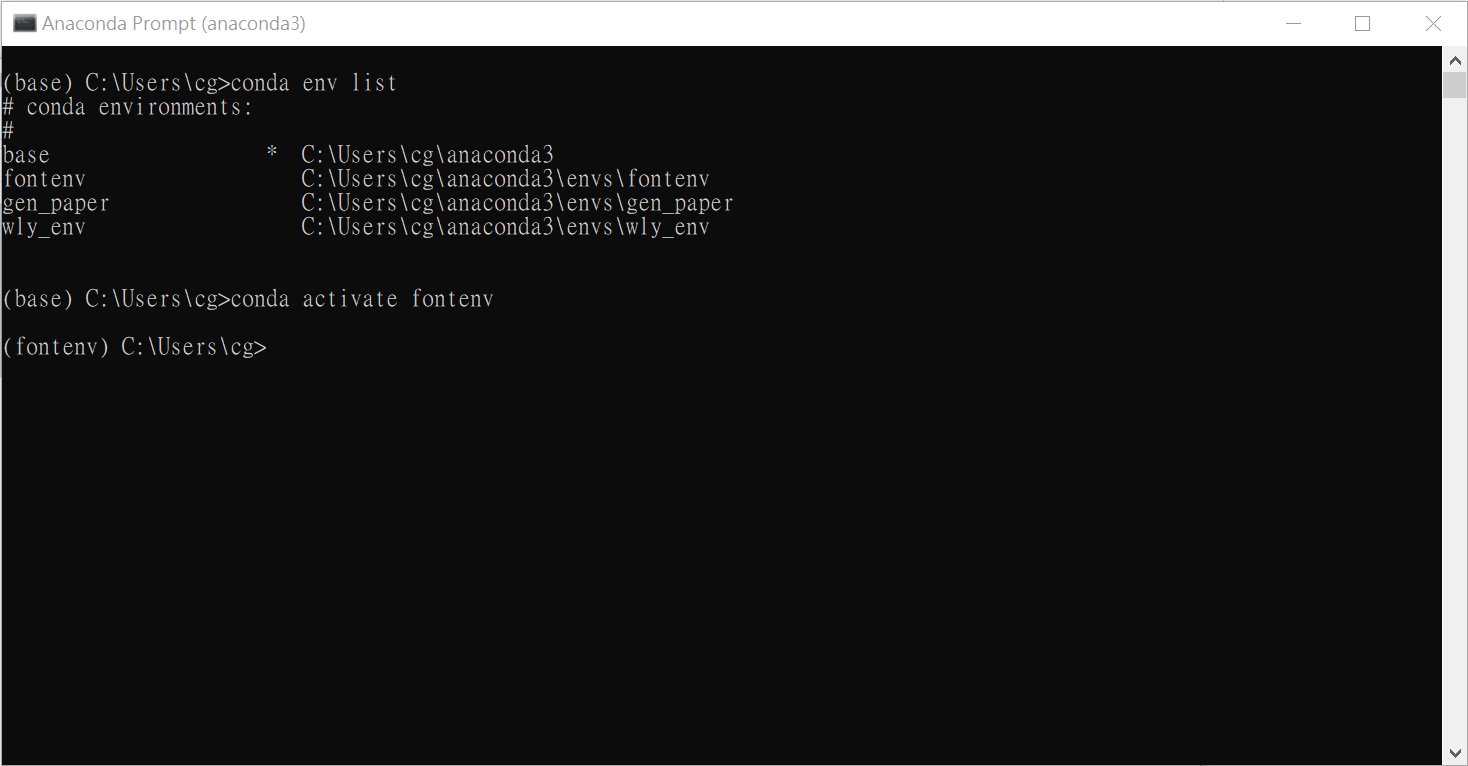 Anaconda Prompt (anaconda3)
(base) C:\Users\cg>conda env list
# conda environments:
#
base                  *  C:\Users\cg\anaconda3
fontenv                  C:\Users\cg\anaconda3\envs\fontenv
gen_paper                C:\Users\cg\anaconda3\envs\gen_paper
wly_env                  C:\Users\cg\anaconda3\envs\wly_env
(base) C:\Users\cg>conda activate fontenv
(fontenv) C:\Users\cg>